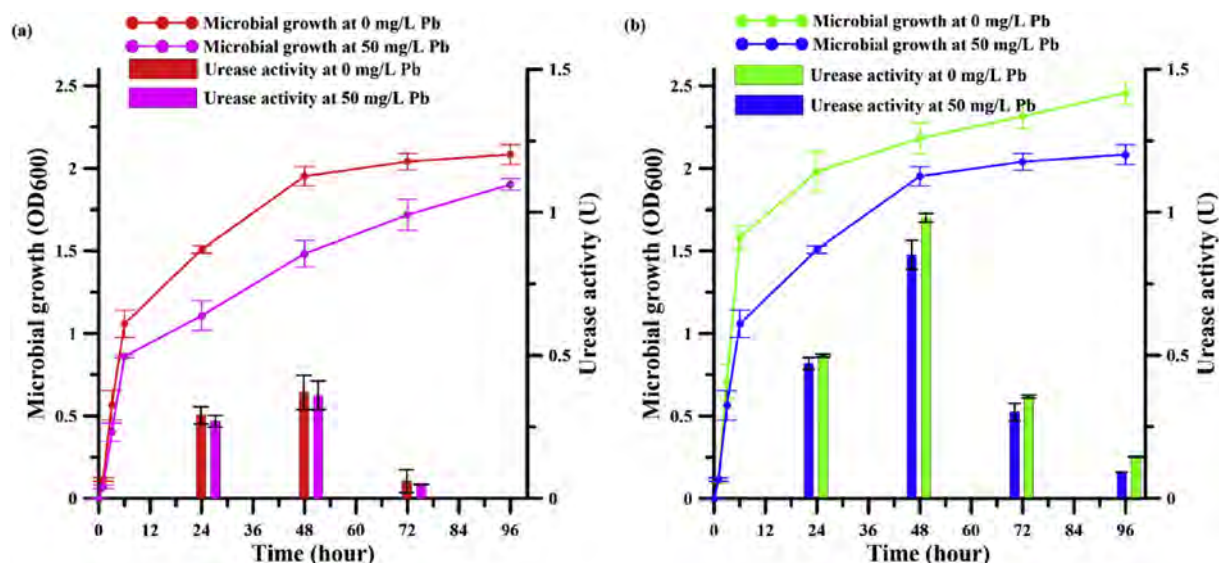 (a)
Microbial growth at 0 mg/L Pb
Microbial growth at 50 mg/L Pb
Urease activity at 0 mg/L Pb
Urease activity at 50 mg/L Pb
Microbial growth (OD600)
2.5
2
1.5
1
0.5
0
1.5
1
0.5
0
Urease activty (U)
0 12 24 36 48 60 72 84 96
Time (hour)
(b)
Microbial growth at 0 mg/L Pb
Microbial growth at 50 mg/L Pb
Urease activity at 0 mg/L Pb
Urease activity at 50 mg/L Pb
Microbial growth (OD600)
2.5
2
1.5
1
0.5
0
1.5
1
0.5
0
Urease activity (U)
0 12 24 36 48 60 72 84 96
Time (hour)